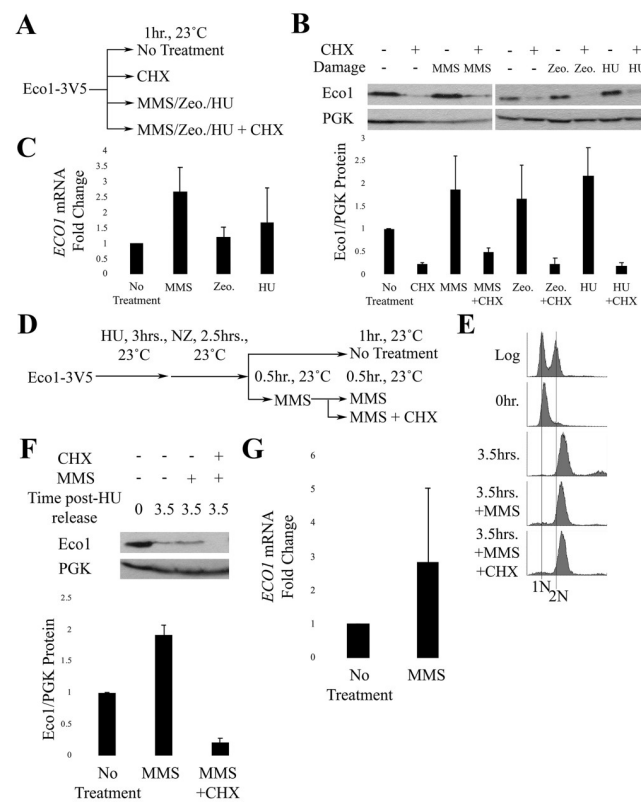 A
1hr., 23˚C
No Treatment
CHX
Eco1-3V5
MMS/Zeo./HU
MMS/Zeo./HU + CHX
B
CHX - + - + - + - + - +
Damage - - MMS MMS - - Zeo. Zeo. HU HU
Eco1
PGK
Eco1/PGK Protein
3
2.5
2
1.5
1
0.5
0
No
Treatment
CHX
MMS
MMS
+CHX
Zeo.
Zeo.
+CHX
HU
HU
+CHX
C
ECO1 mRNA
Fold Change
4
3.5
3
2.5
2
1.5
1
0.5
0
No
Treatment
MMS
Zeo.
HU
D
HU, 3hrs., NZ, 2.5hrs.,
23˚C 23˚C
1hr., 23˚C
No Treatment
Eco1-3V5
0.5hr., 23˚C 0.5hr, 23˚C
MMS MMS
MMS + CHX
E
Log
0hr.
3.5hrs.
3.5hrs.
+MMS
3.5hrs.
+MMS
+CHX
1N
2N
F
CHX - - - +
MMS - - + +
Time post-HU
release
0 3.5 3.5 3.5
Eco1
PGK
Eco1/PGK Protein
2.5
2
1.5
1
0.5
0
No
Treatment
MMS
MMS
+CHX
G
ECO1 mRNA
Fold Change
6
5
4
3
2
1
0
No
Treatment
MMS